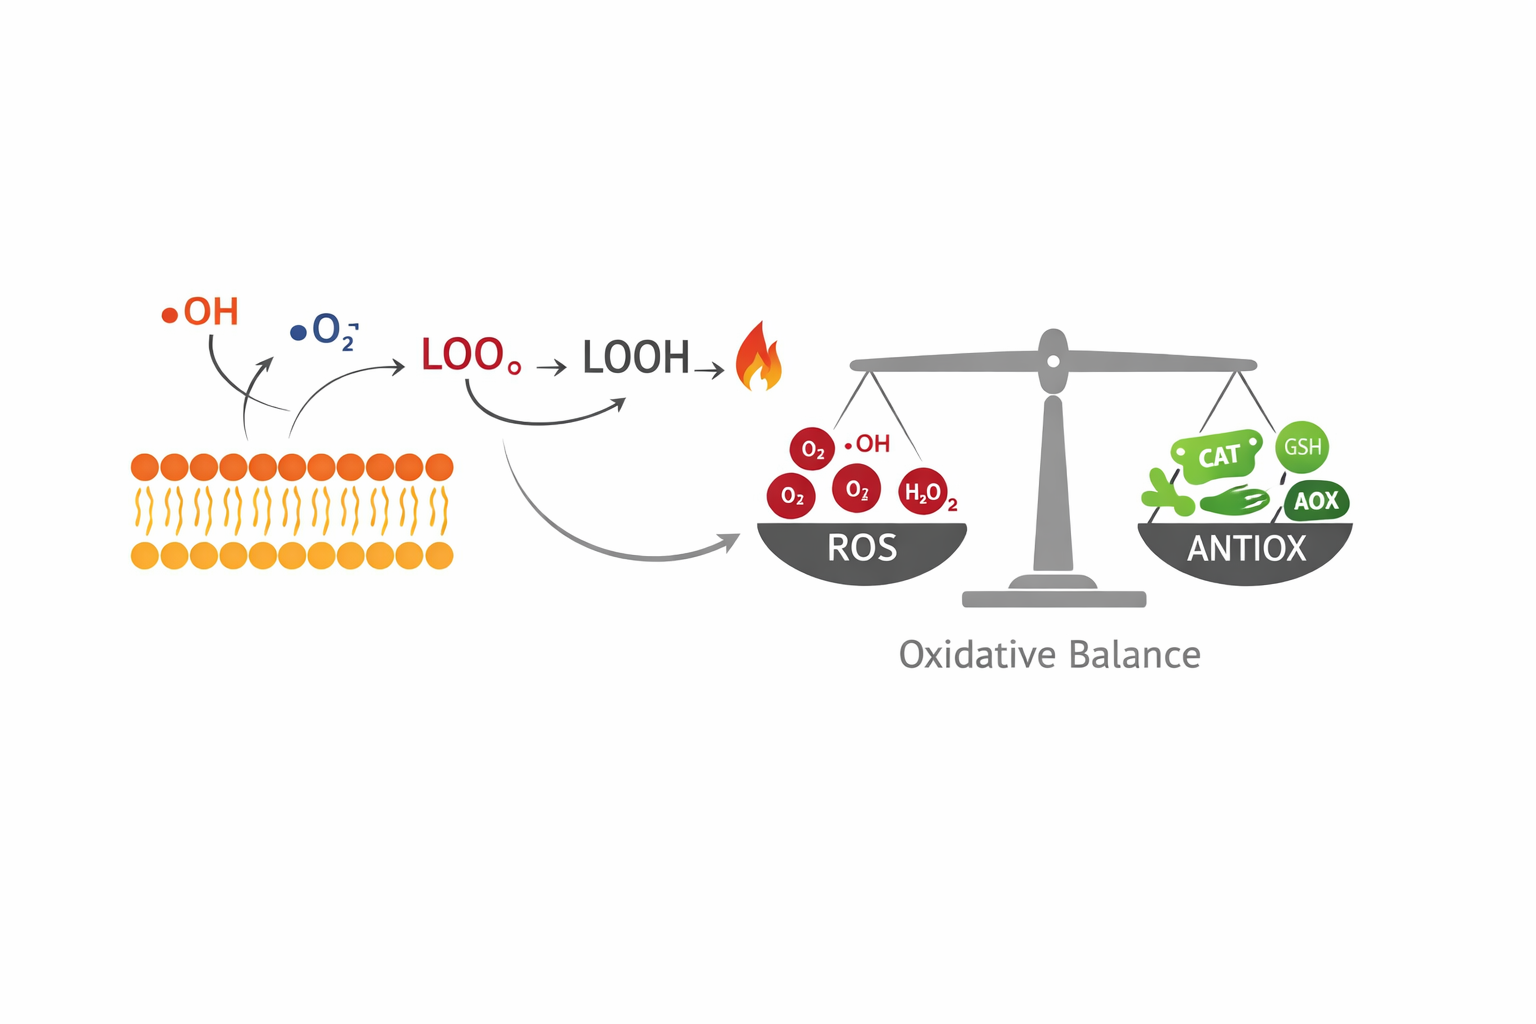 •OH
•O₂⁻
LOO○
LOOH
O₂
•OH
O₂
O₂
H₂O₂
ROS
CAT
GSH
AOX
ANTIOX
Oxidative Balance